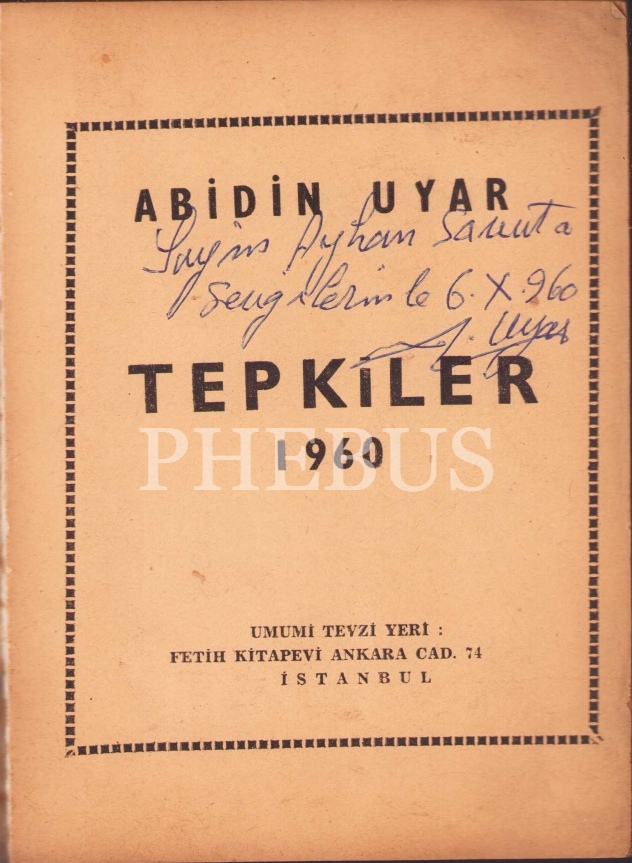 ABİDİN UYAR
Sayın Ayhan Savut'a
Sevgilerimle 6.X.960
A. Uyar
TEPKİLER
1960
PHEBUS
UMUMİ TEVZİ YERİ :
FETİH KİTAPEVİ ANKARA CAD. 74
İSTANBUL